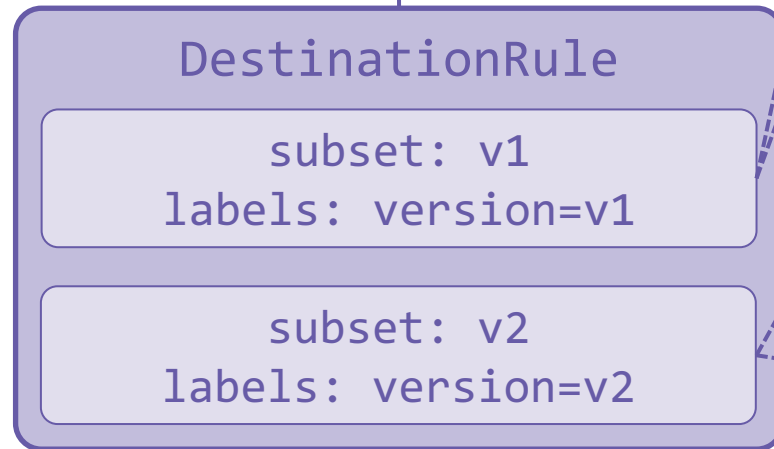 DestinationRule
subset: v1
labels: version=v1
subset: v2
labels: version=v2